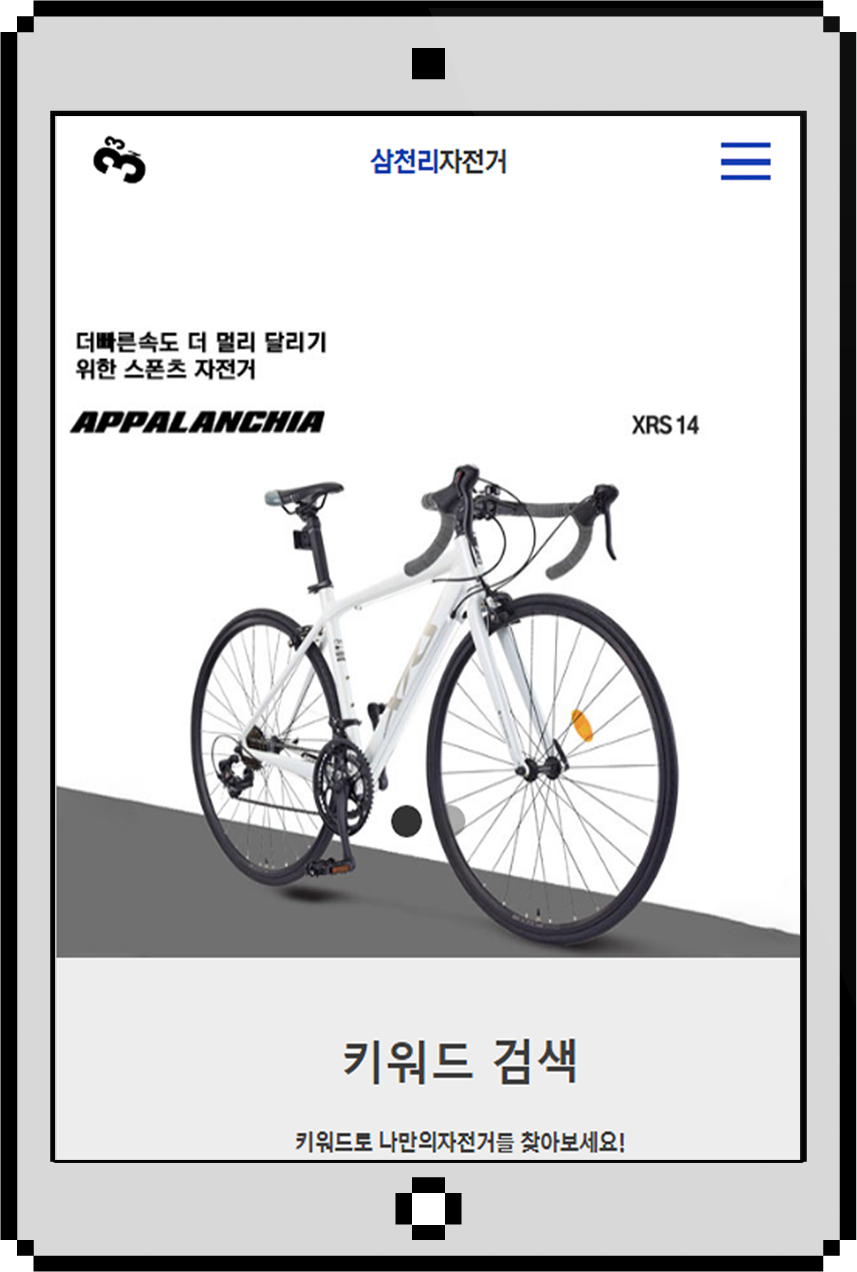 33
삼천리자전거
더빠른속도 더 멀리 달리기
위한 스폰츠 자전거
APPALANCHIA
XRS 14
키워드 검색
키워드로 나만의자전거를 찾아보세요!